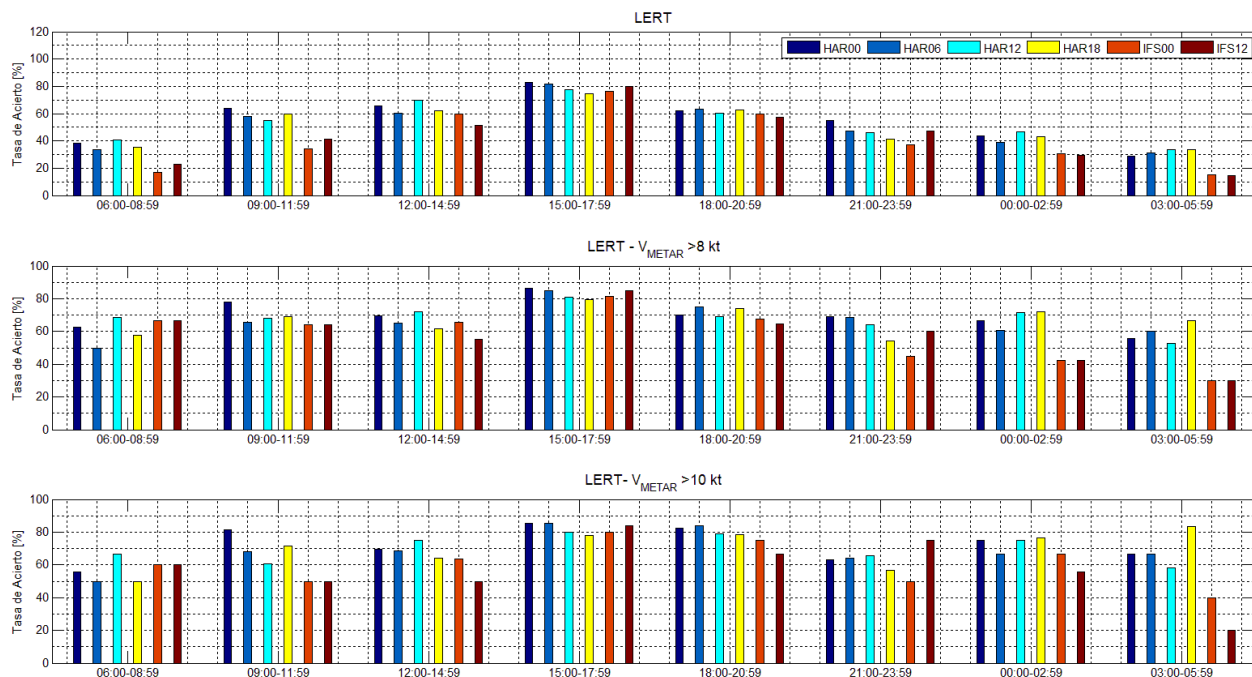 LERT
HAR00 HAR06 HAR12 HAR18 IFS00 IFS12
Tasa de Acierto [%]
120
100
80
60
40
20
0
06:00-08:59 09:00-11:59 12:00-14:59 15:00-17:59 18:00-20:59 21:00-23:59 00:00-02:59 03:00-05:59
LERT - V_METAR >8 kt
Tasa de Acierto [%]
100
80
60
40
20
0
06:00-08:59 09:00-11:59 12:00-14:59 15:00-17:59 18:00-20:59 21:00-23:59 00:00-02:59 03:00-05:59
LERT- V_METAR >10 kt
Tasa de Acierto [%]
100
80
60
40
20
0
06:00-08:59 09:00-11:59 12:00-14:59 15:00-17:59 18:00-20:59 21:00-23:59 00:00-02:59 03:00-05:59